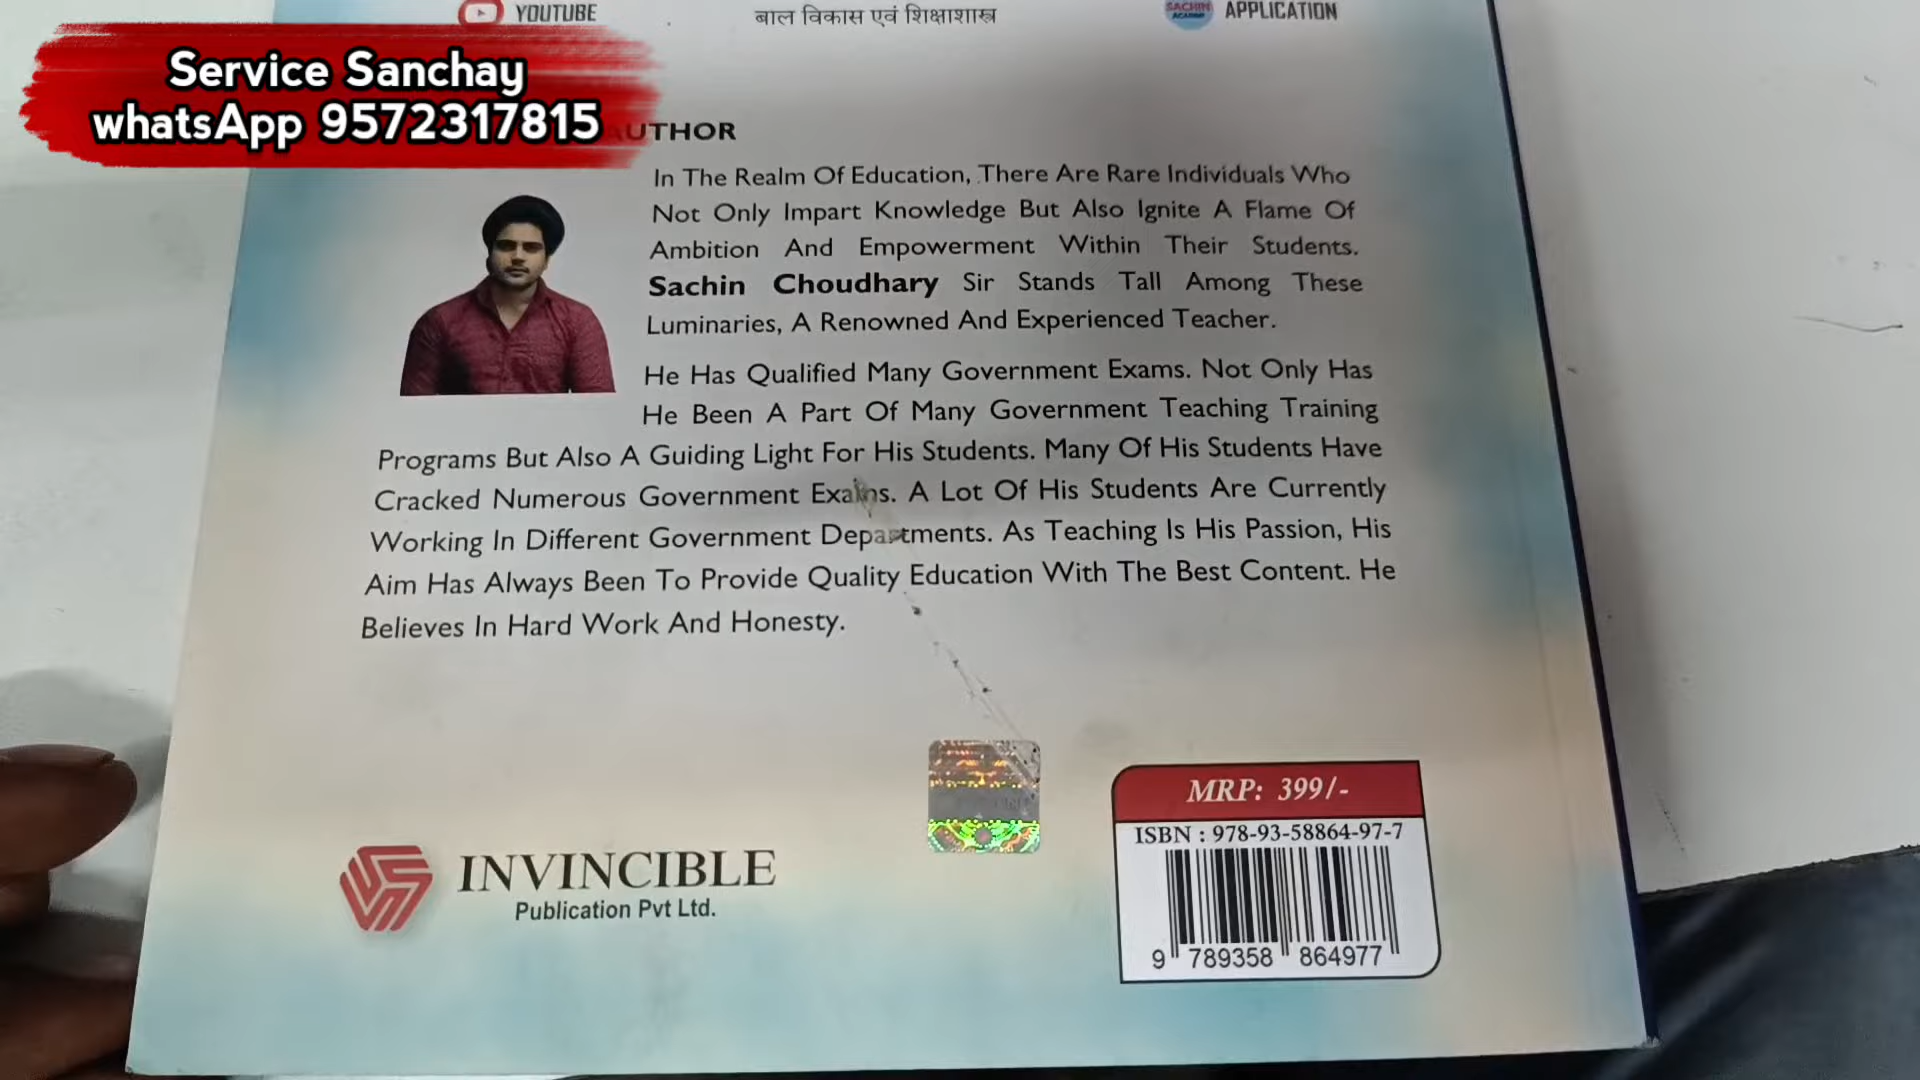 YOUTUBE
बाल विकास एवं शिक्षाशास्त्र
SACHIN
ACADEMY
APPLICATION
Service Sanchay
whatsApp 9572317815
AUTHOR
In The Realm Of Education, There Are Rare Individuals Who
Not Only Impart Knowledge But Also Ignite A Flame Of
Ambition And Empowerment Within Their Students.
Sachin Choudhary Sir Stands Tall Among These
Luminaries, A Renowned And Experienced Teacher.
He Has Qualified Many Government Exams. Not Only Has
He Been A Part Of Many Government Teaching Training
Programs But Also A Guiding Light For His Students. Many Of His Students Have
Cracked Numerous Government Exams. A Lot Of His Students Are Currently
Working In Different Government Departments. As Teaching Is His Passion, His
Aim Has Always Been To Provide Quality Education With The Best Content. He
Believes In Hard Work And Honesty.
MRP: 399/-
ISBN : 978-93-58864-97-7
9 789358 864977
INVINCIBLE
Publication Pvt Ltd.